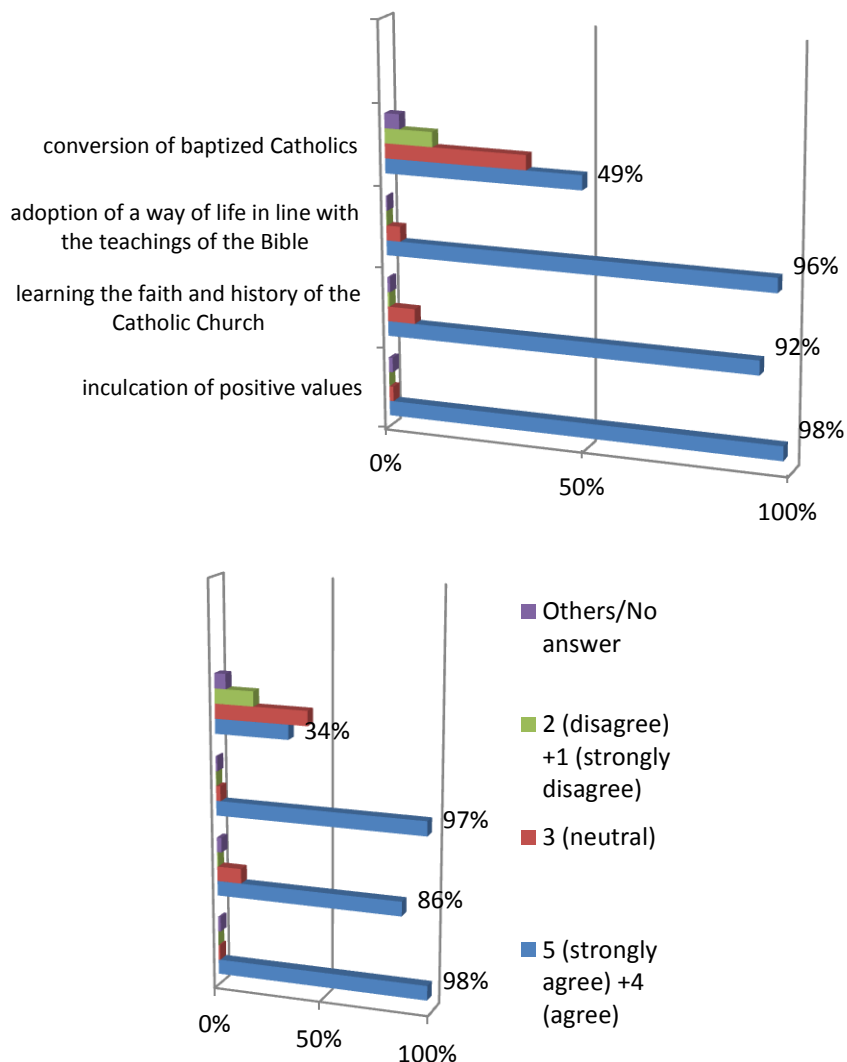 conversion of baptized Catholics
49%
adoption of a way of life in line with
the teachings of the Bible
96%
learning the faith and history of the
Catholic Church
92%
inculcation of positive values
98%
0%
50%
100%
34%
97%
86%
98%
0%
50%
100%
Others/No
answer
2 (disagree)
+1 (strongly
disagree)
3 (neutral)
5 (strongly
agree) +4
(agree)